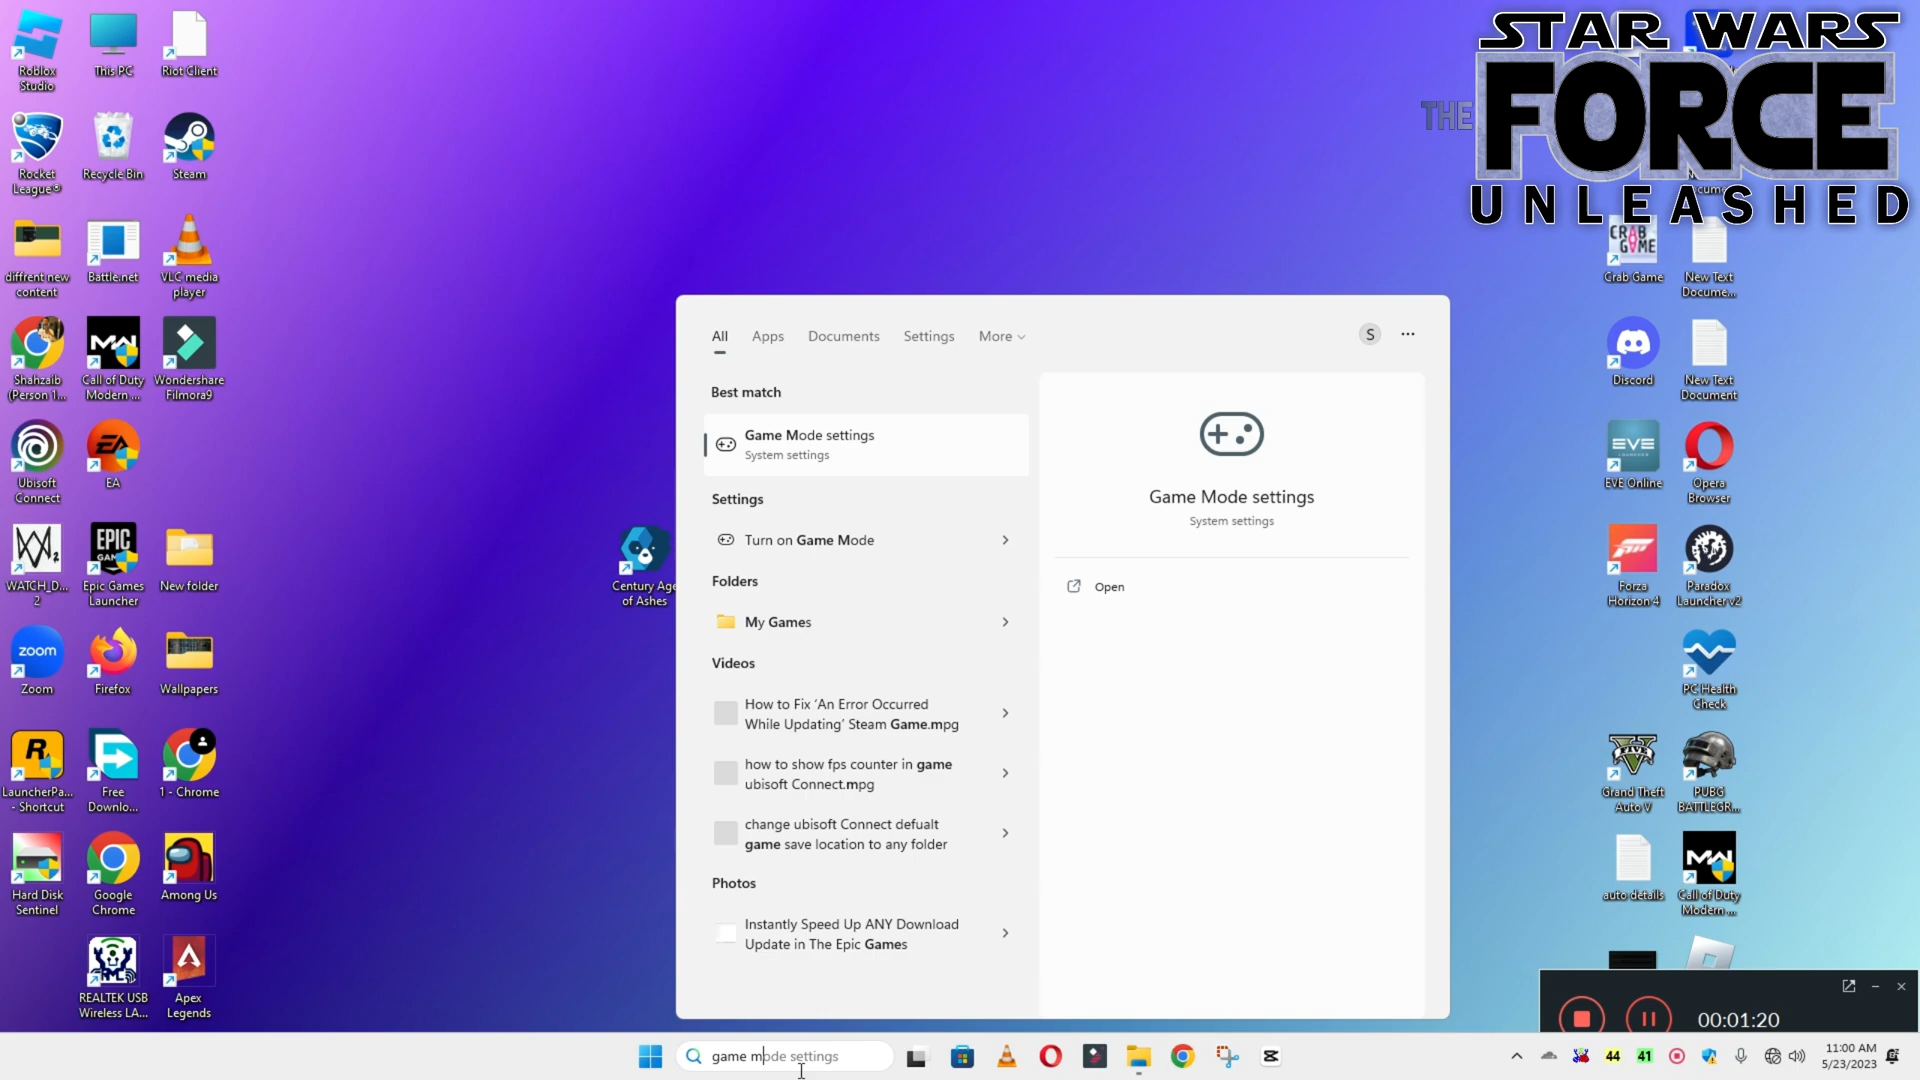 Roblox
Studio
This PC
Riot Client
Rocket
League®
Recycle Bin
Steam
diffrent new
content
Battle.net
VLC media
player
Shahzaib
(Person 1...
Call of Duty
Modern ...
Wondershare
Filmora9
Ubisoft
Connect
EA
WATCH_D...
2
EPIC
GAMES
Epic Games
Launcher
New folder
zoom
Zoom
Firefox
Wallpapers
LauncherPa...
- Shortcut
Free
Downlo...
1 - Chrome
Hard Disk
Sentinel
Google
Chrome
Among Us
REALTEK USB
Wireless LA...
Apex
Legends
Century Age
of Ashes
STAR WARS
THE FORCE
UNLEASHED
Docume...
CRAB
GAME
Crab Game
New Text
Docume...
Discord
New Text
Document
EVE
EVE Online
Opera
Browser
Forza
Horizon 4
Paradox
Launcher v2
PC Health
Check
FIVE
Grand Theft
Auto V
PUBG
BATTLEGR...
auto details
Call of Duty
Modern ...
All
Apps
Documents
Settings
More
S
Best match
Game Mode settings
System settings
Settings
Turn on Game Mode
Folders
My Games
Videos
How to Fix ‘An Error Occurred
While Updating’ Steam Game.mpg
how to show fps counter in game
ubisoft Connect.mpg
change ubisoft Connect defualt
game save location to any folder
Photos
Instantly Speed Up ANY Download
Update in The Epic Games
Game Mode settings
System settings
Open
00:01:20
game mode settings
44
41
11:00 AM
5/23/2023